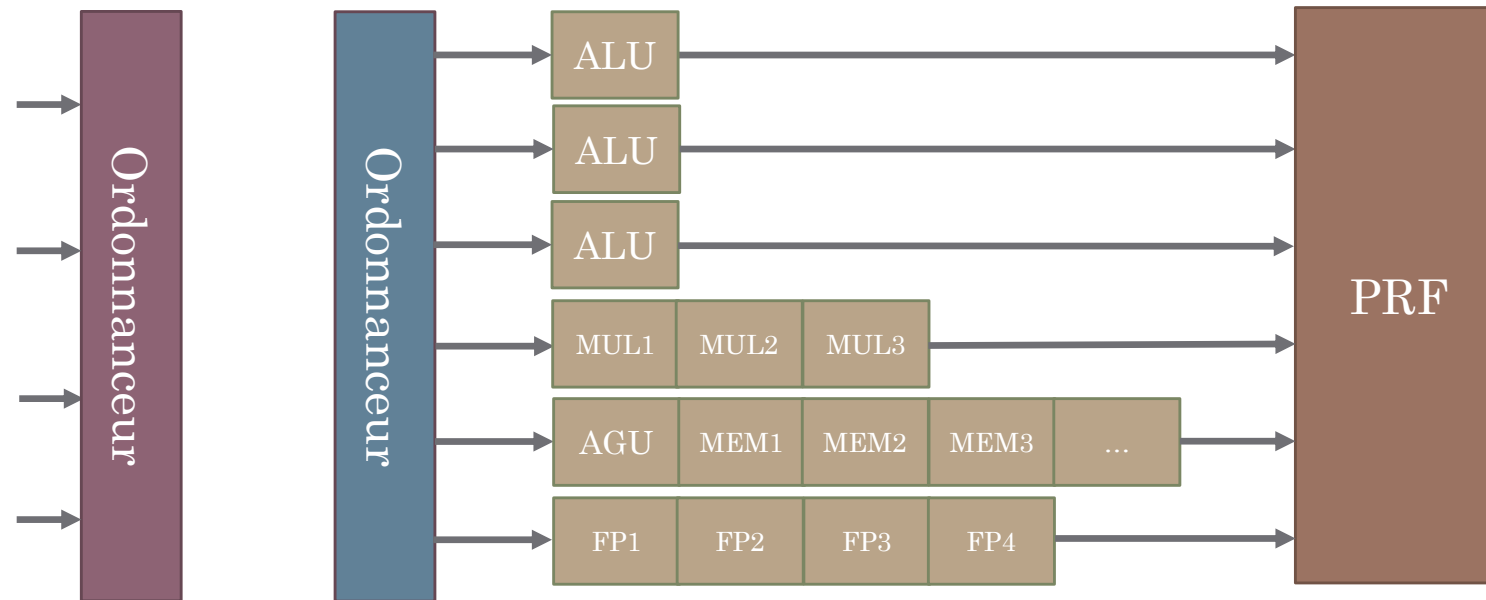 Ordonnanceur
Ordonnanceur
ALU
ALU
ALU
MUL1 MUL2 MUL3
AGU MEM1 MEM2 MEM3 ...
FP1 FP2 FP3 FP4
PRF